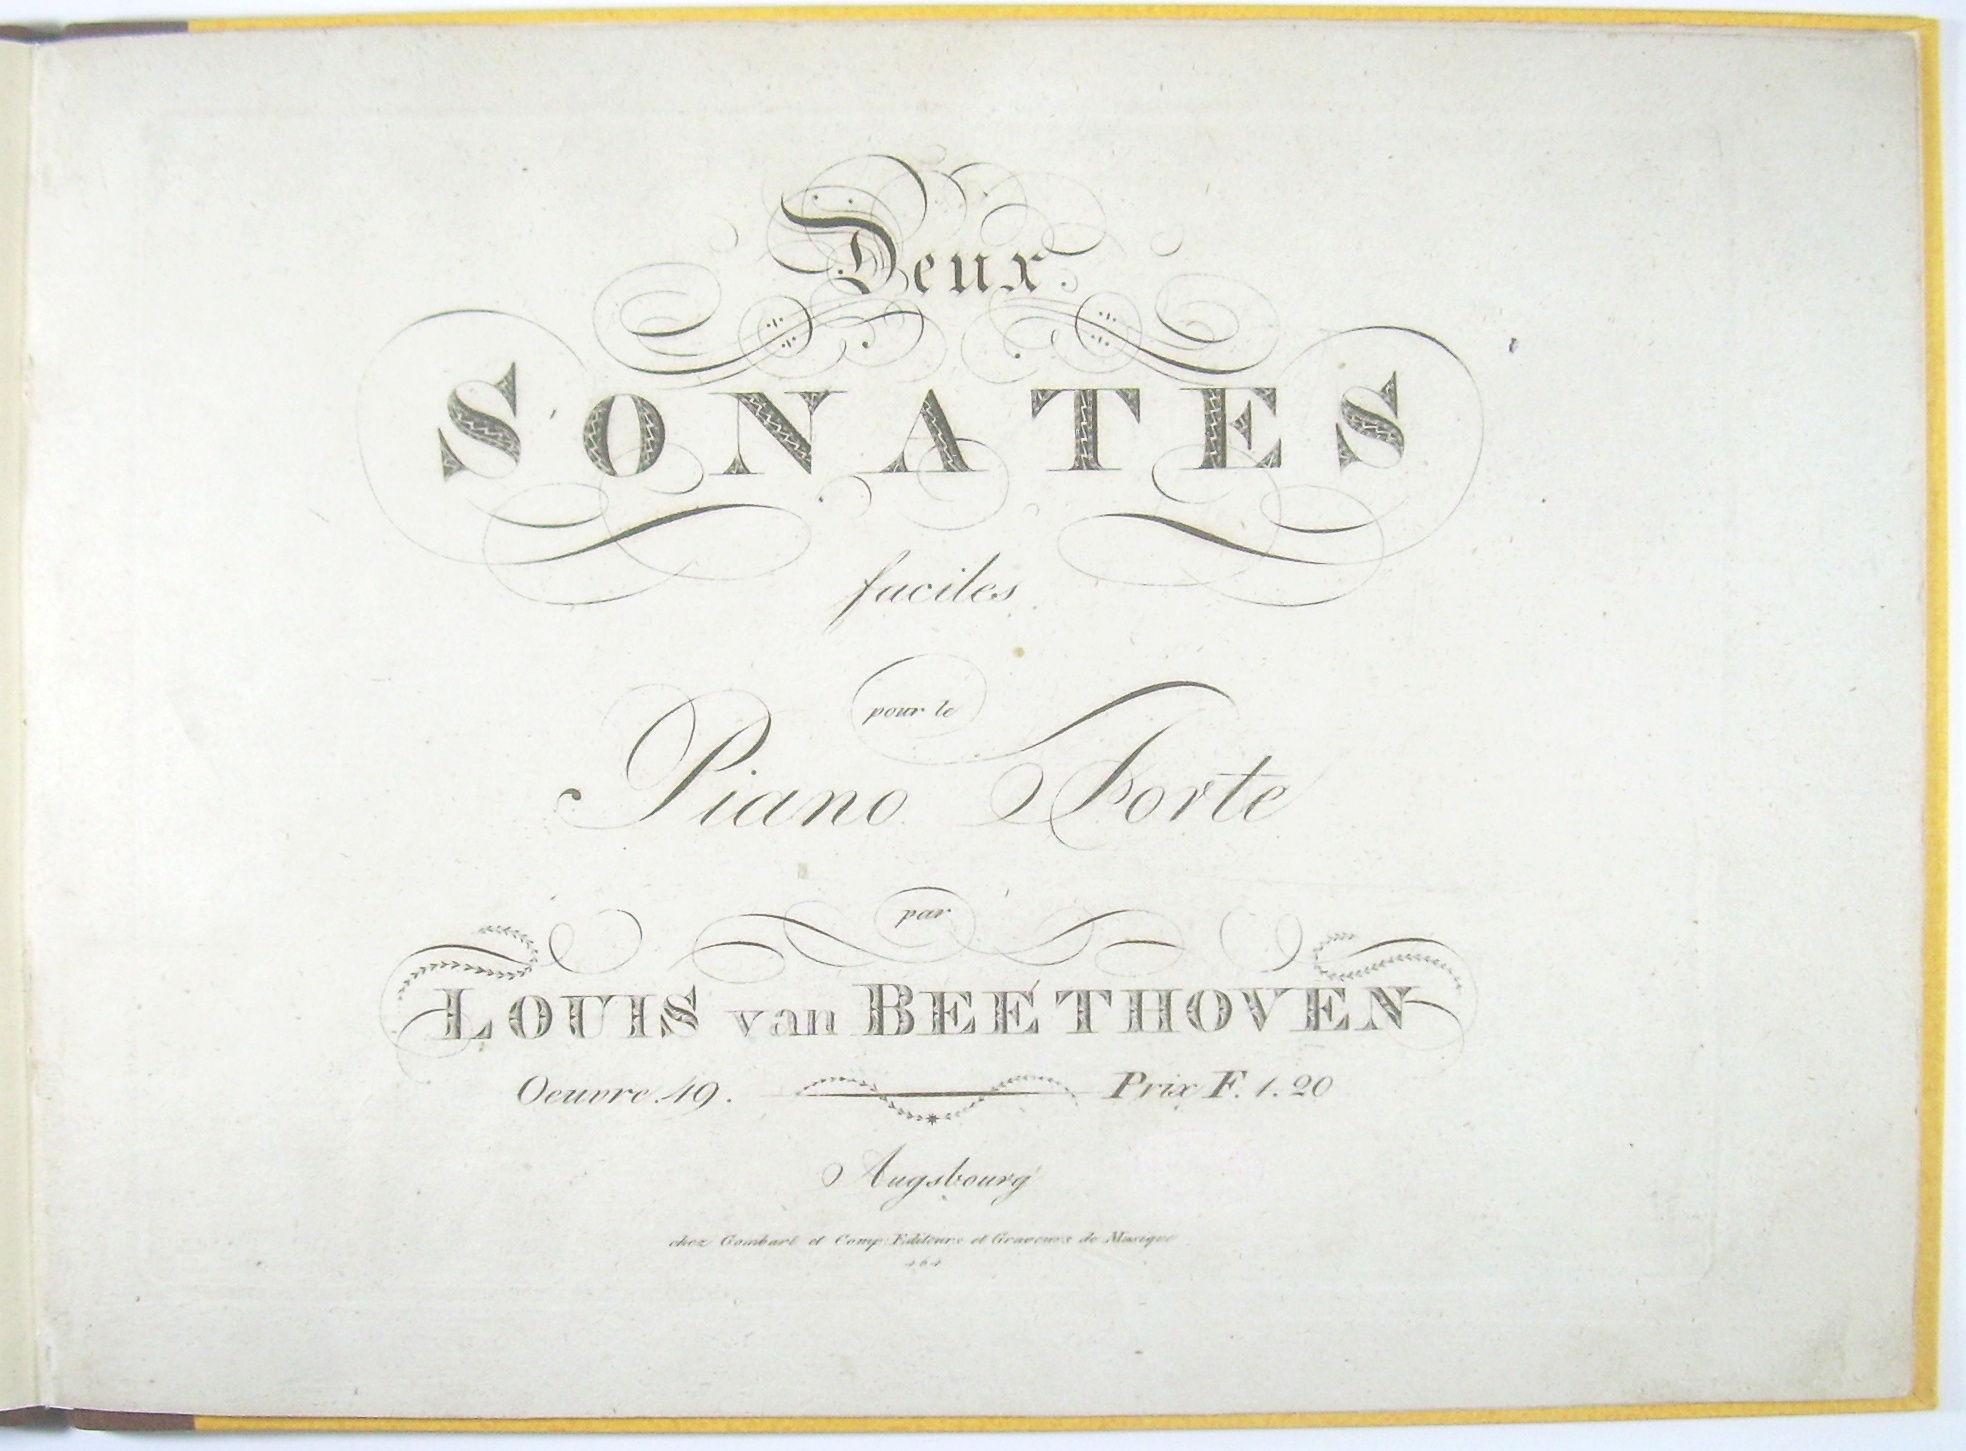 Deux
SONATES
faciles
pour le
Piano Forte
par
LOUIS van BEETHOVEN
Oeuvre 49. Prix F. 1. 20
Augsbourg
chez Gombart et Comp: Editeurs et Graveurs de Musique
464